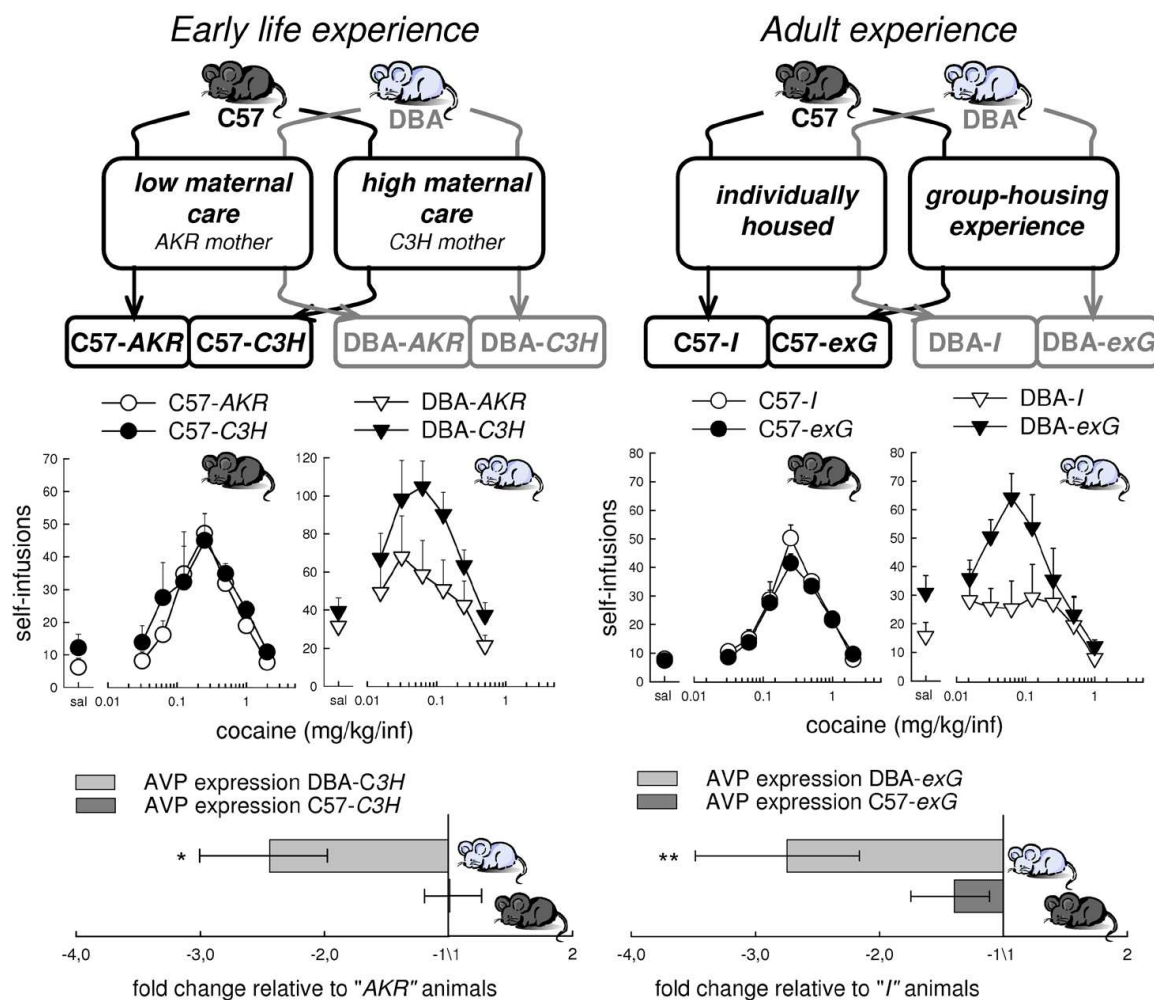 Early life experience
C57
DBA
low maternal
care
AKR mother
high maternal
care
C3H mother
C57-AKR
C57-C3H
DBA-AKR
DBA-C3H
C57-AKR
C57-C3H
DBA-AKR
DBA-C3H
self-infusions
70
60
50
40
30
20
10
0
sal
0.01
0.1
1
120
100
80
60
40
20
0
sal
0.01
0.1
1
cocaine (mg/kg/inf)
AVP expression DBA-C3H
AVP expression C57-C3H
*
-4,0
-3,0
-2,0
-1\1
2
fold change relative to "AKR" animals
Adult experience
C57
DBA
individually
housed
group-housing
experience
C57-I
C57-exG
DBA-I
DBA-exG
C57-I
C57-exG
DBA-I
DBA-exG
self-infusions
80
70
60
50
40
30
20
10
0
sal
0.01
0.1
1
80
70
60
50
40
30
20
10
0
sal
0.01
0.1
1
cocaine (mg/kg/inf)
AVP expression DBA-exG
AVP expression C57-exG
**
-4,0
-3,0
-2,0
-1\1
2
fold change relative to "I" animals